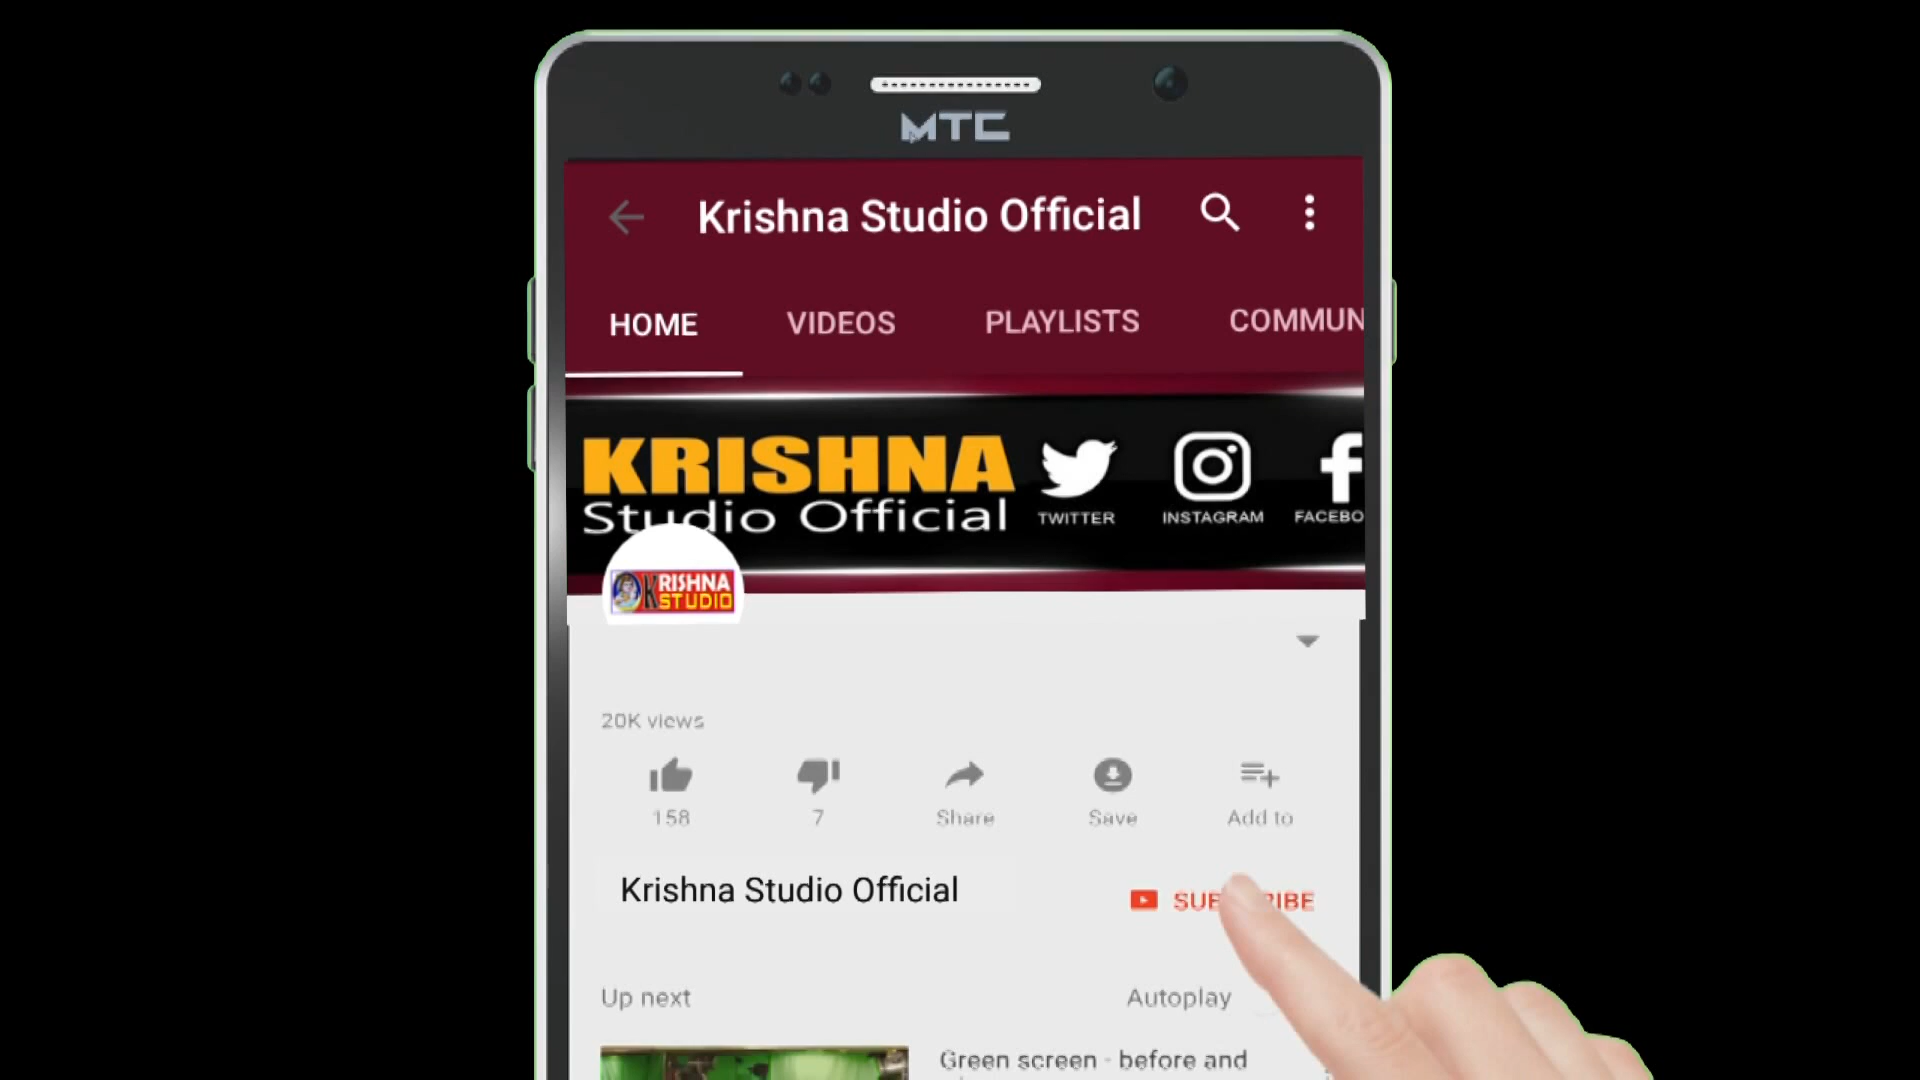 MTC
Krishna Studio Official
HOME VIDEOS PLAYLISTS COMMUN
KRISHNA
Studio Official
TWITTER INSTAGRAM FACEBO
KRISHNA
STUDIO
20K views
158 7 Share Save Add to
Krishna Studio Official
Up next Autoplay
Green screen - before and